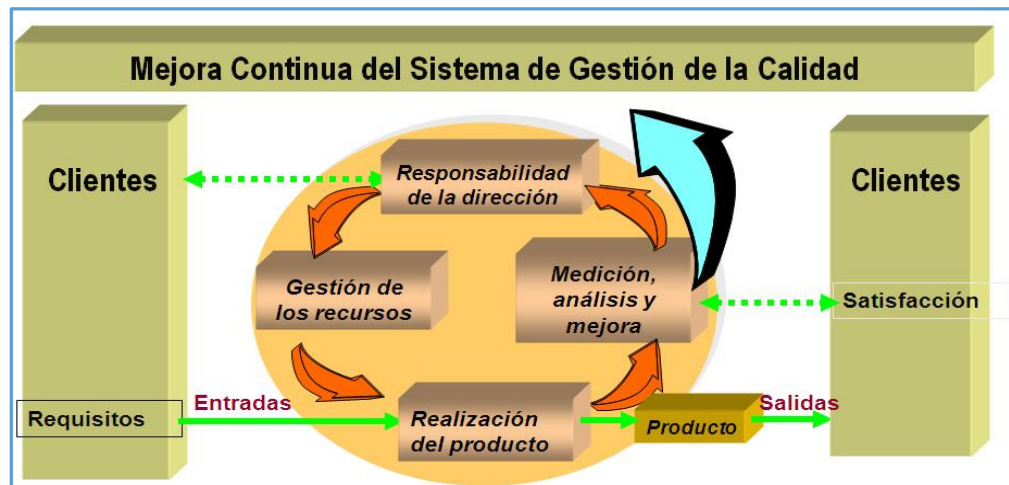 Mejora Continua del Sistema de Gestión de la Calidad
Clientes
Responsabilidad
de la dirección
Clientes
Gestión de
los recursos
Medición,
análisis y
mejora
Satisfacción
Requisitos
Entradas
Realización
del producto
Producto
Salidas